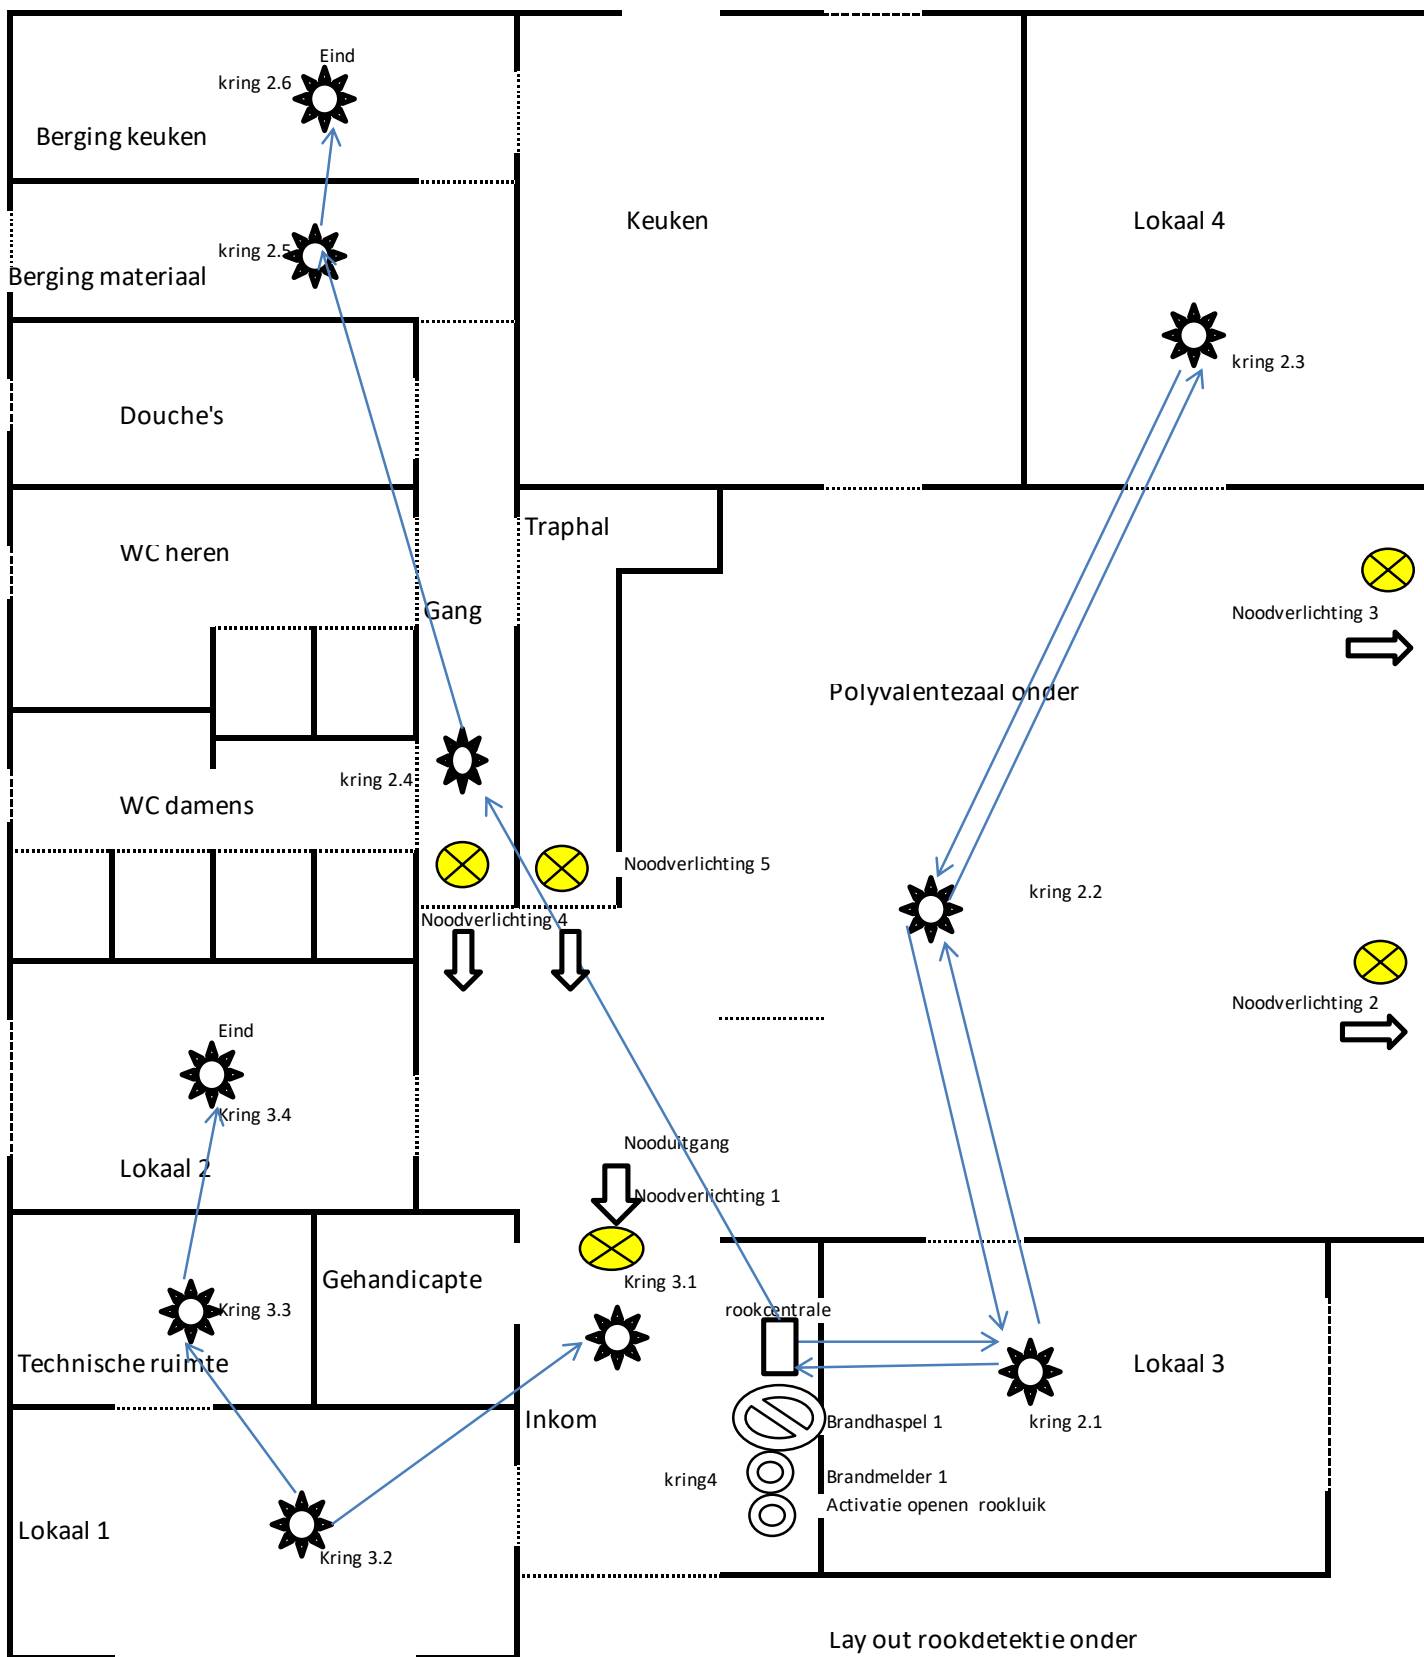 Eind
kring 2.6
Berging keuken
Keuken
Lokaal 4
kring 2.5
Berging materiaal
kring 2.3
Douche's
Traphal
WC heren
Gang
Noodverlichting 3
Polyvalentezaal onder
kring 2.4
WC damens
Noodverlichting 5
kring 2.2
Noodverlichting 4
Noodverlichting 2
Eind
Kring 3.4
Nooduitgang
Lokaal 2
Noodverlichting 1
Gehandicapte
Kring 3.1
Kring 3.3
rookcentrale
Technische ruimte
Lokaal 3
Inkom
Brandhaspel 1
kring 2.1
kring4
Brandmelder 1
Activatie openen rookluik
Lokaal 1
Kring 3.2
Lay out rookdetektie onder